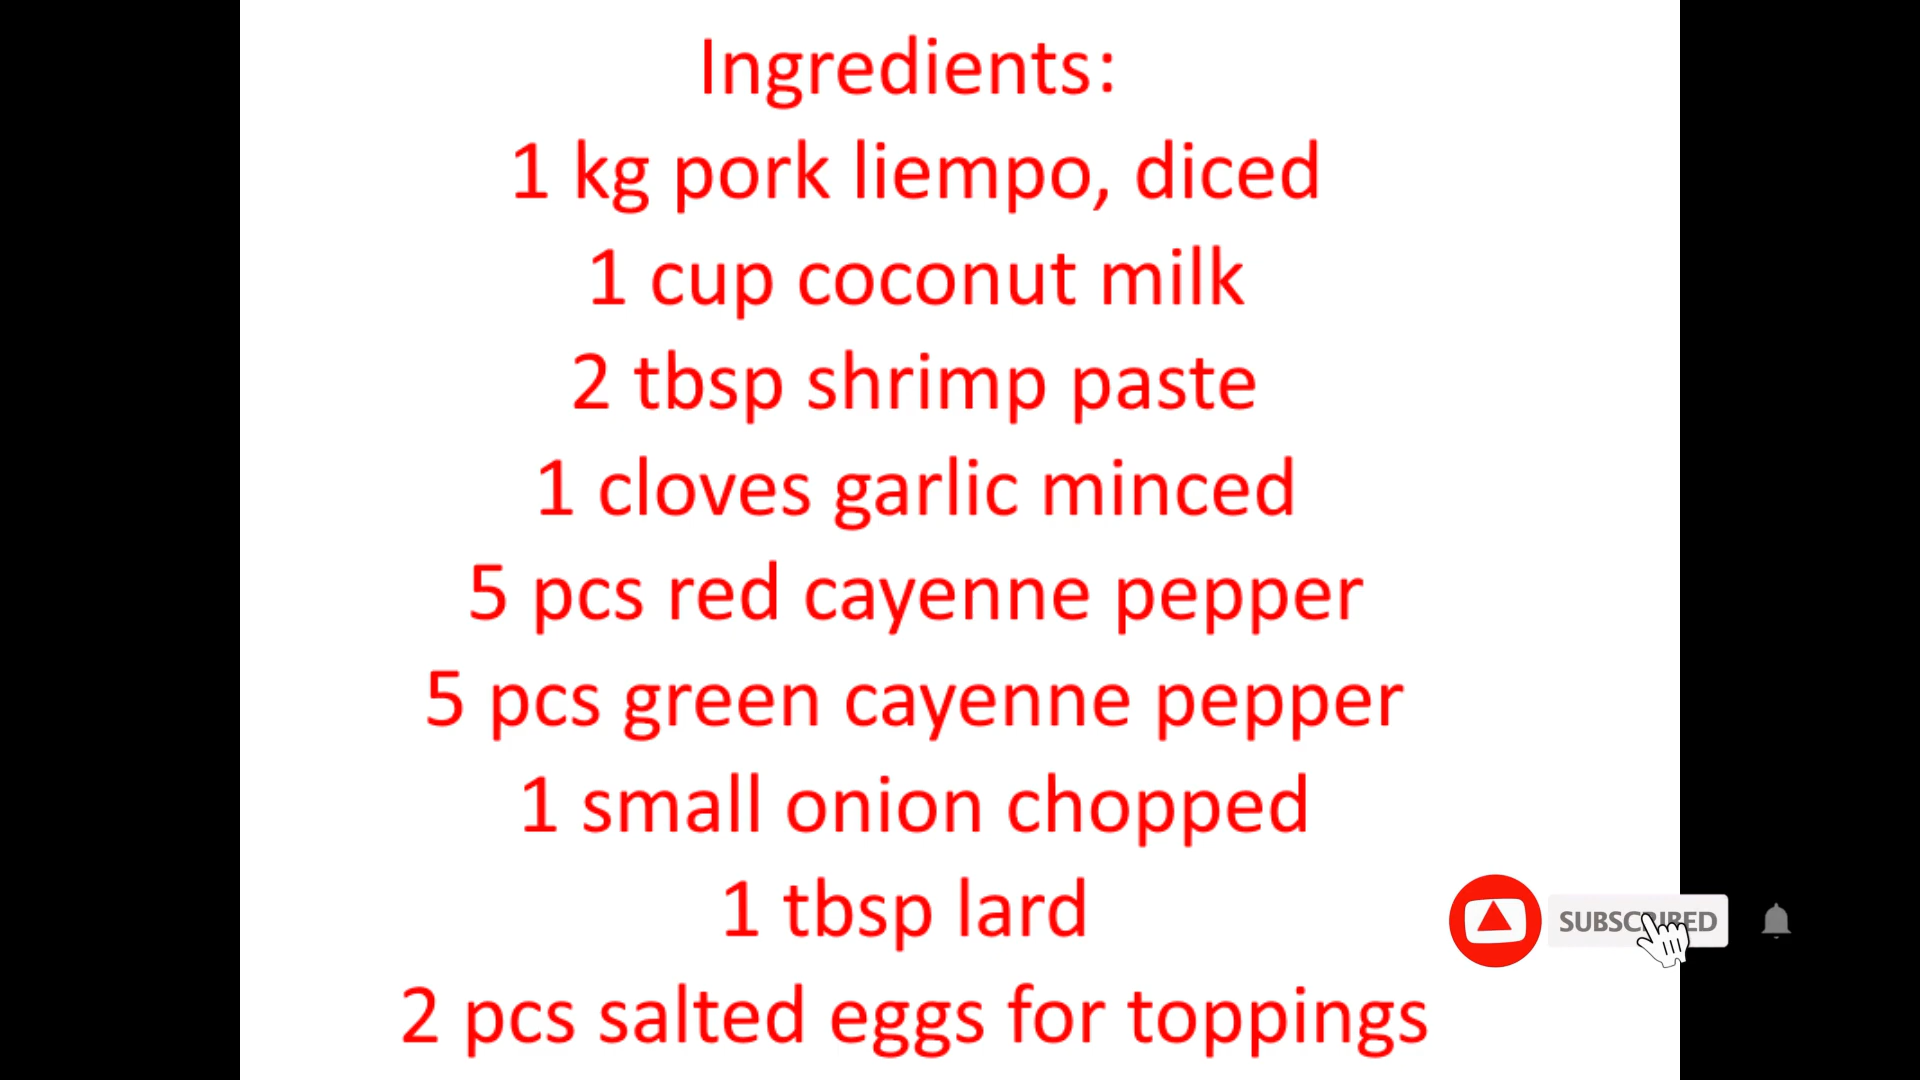 Ingredients:
1 kg pork liempo, diced
1 cup coconut milk
2 tbsp shrimp paste
1 cloves garlic minced
5 pcs red cayenne pepper
5 pcs green cayenne pepper
1 small onion chopped
1 tbsp lard
SUBSCRIBED
2 pcs salted eggs for toppings